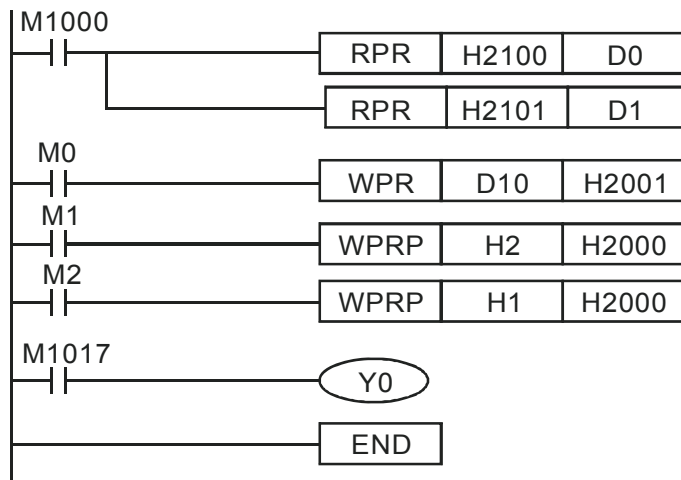 M1000
RPR H2100 D0
RPR H2101 D1
M0
WPR D10 H2001
M1
WPRP H2 H2000
M2
WPRP H1 H2000
M1017
Y0
END